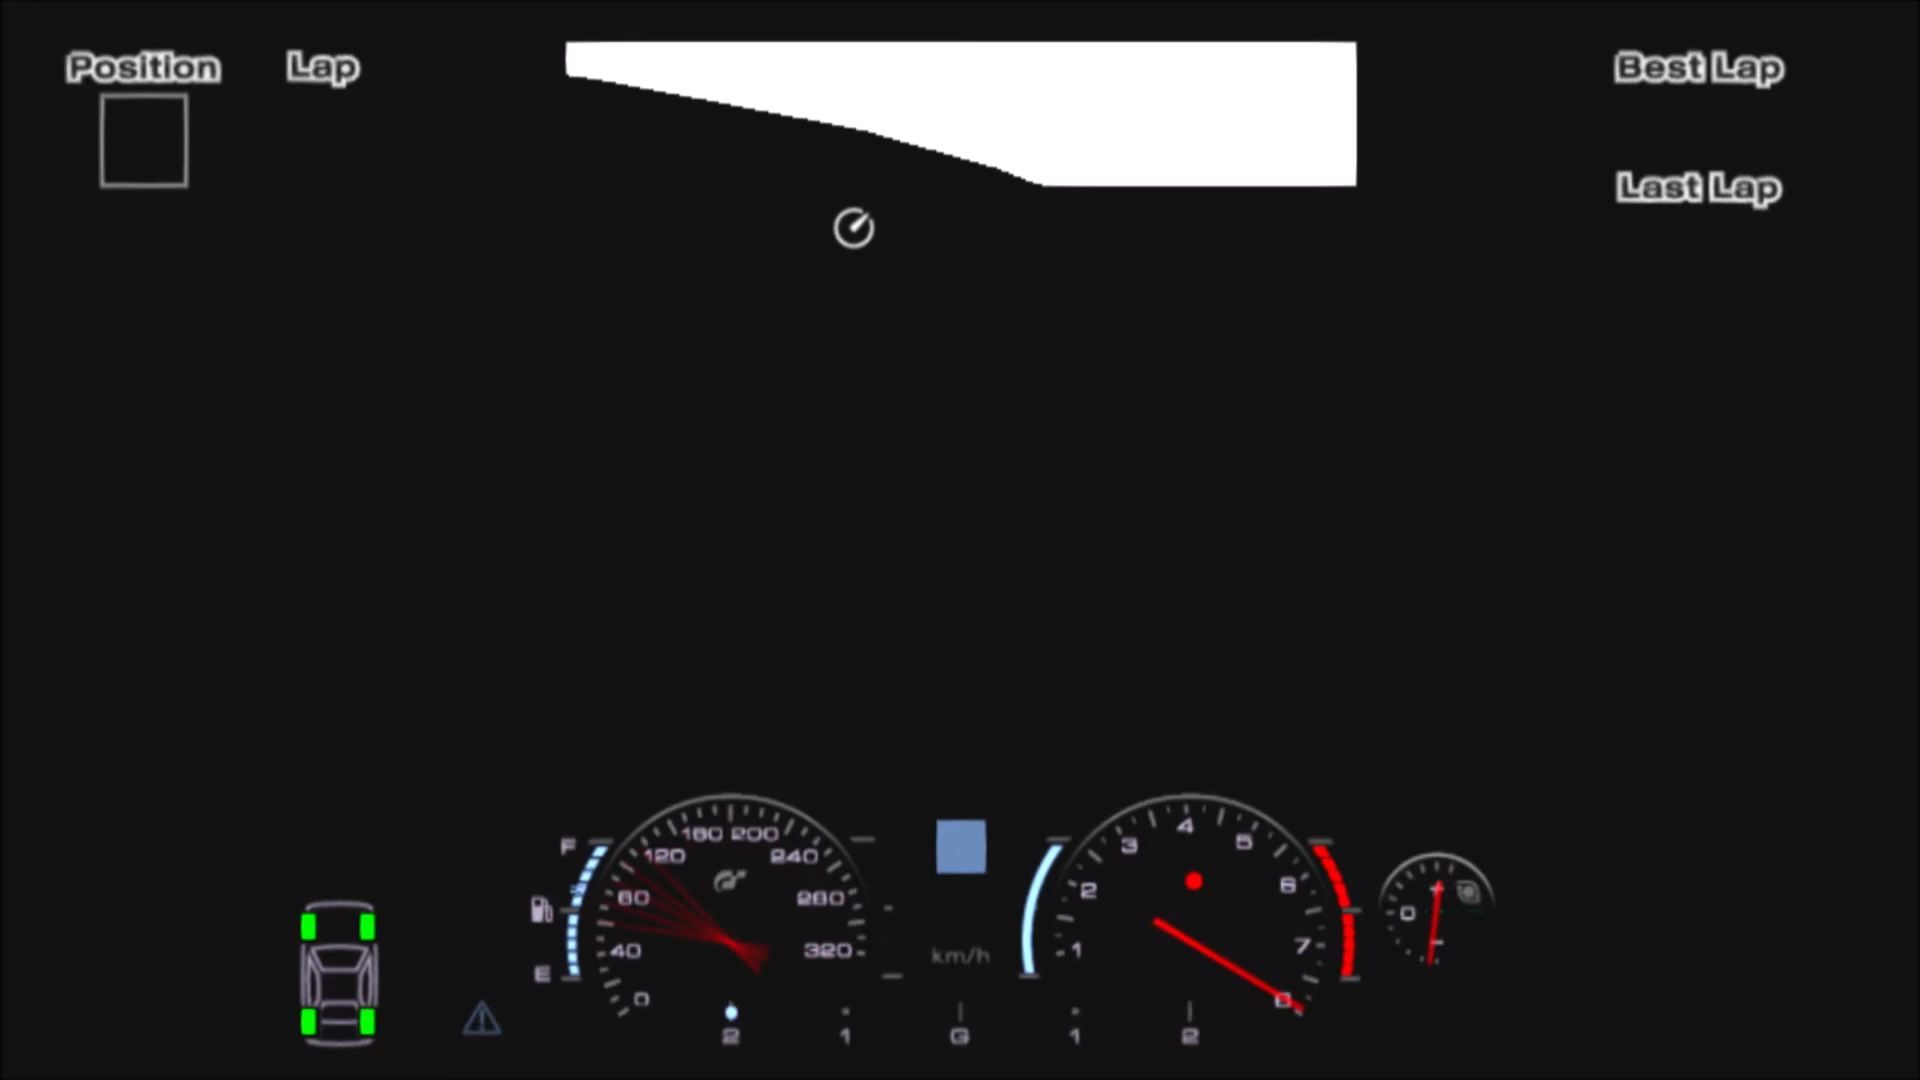 Position Lap Best Lap
Last Lap
160 200
120 240
80 280
40 320
0
F
E
km/h
4
3 5
2 6
1 7
8
0 + -
2 1 G 1 2